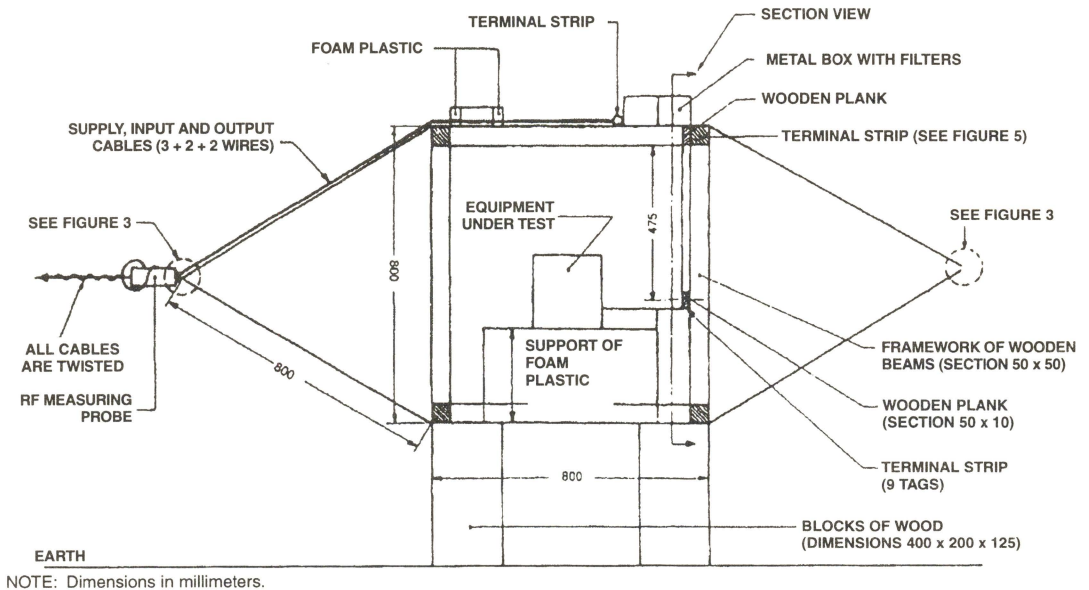 SECTION VIEW
TERMINAL STRIP
FOAM PLASTIC
METAL BOX WITH FILTERS
WOODEN PLANK
SUPPLY, INPUT AND OUTPUT
CABLES (3 + 2 + 2 WIRES)
TERMINAL STRIP (SEE FIGURE 5)
EQUIPMENT
UNDER TEST
475
SEE FIGURE 3
SEE FIGURE 3
800
ALL CABLES
ARE TWISTED
SUPPORT OF
FOAM
PLASTIC
FRAMEWORK OF WOODEN
BEAMS (SECTION 50 x 50)
800
RF MEASURING
PROBE
WOODEN PLANK
(SECTION 50 x 10)
TERMINAL STRIP
(9 TAGS)
800
BLOCKS OF WOOD
(DIMENSIONS 400 x 200 x 125)
EARTH
NOTE: Dimensions in millimeters.